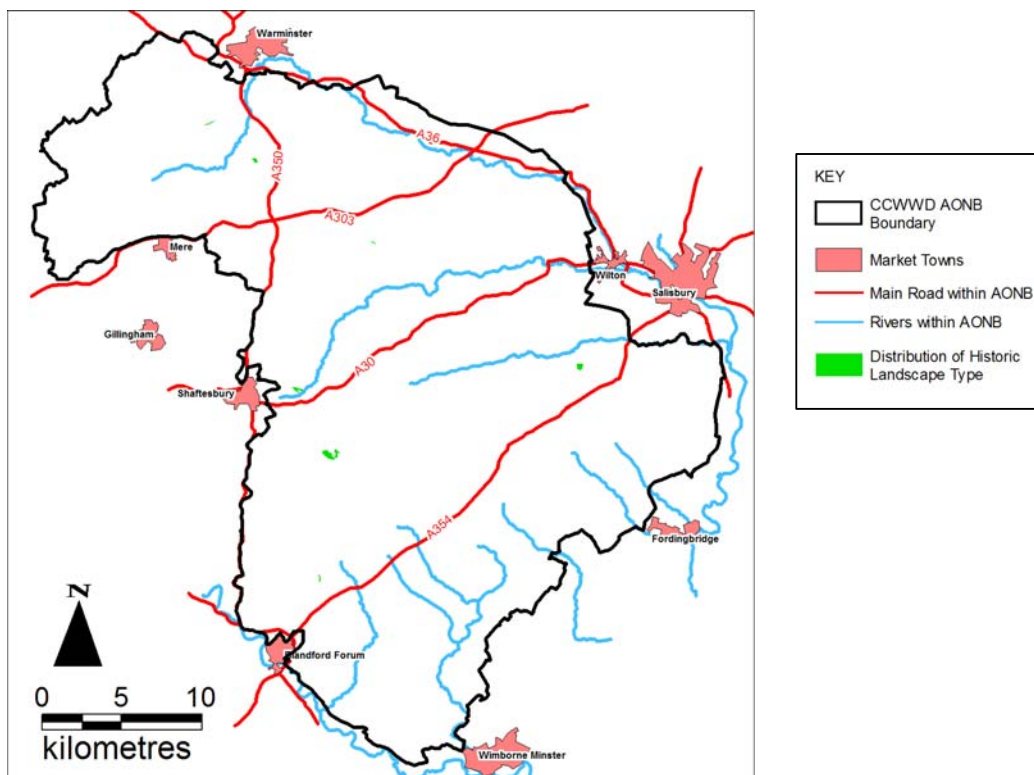 Warminster
A36
A350
A303
Mere
Wilton
Salisbury
Gillingham
A30
Shaftesbury
A354
Fordingbridge
N
Blandford Forum
0 5 10
kilometres
Wimborne Minster
KEY
CCWWD AONB
Boundary
Market Towns
Main Road within AONB
Rivers within AONB
Distribution of Historic
Landscape Type